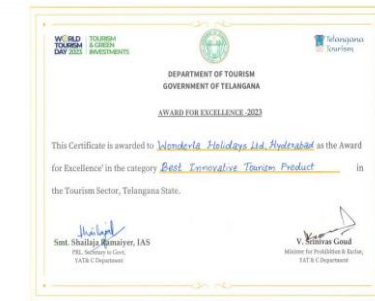 WORLD TOURISM DAY 2023
TOURISM & GREEN INVESTMENTS
Telangana Tourism
DEPARTMENT OF TOURISM
GOVERNMENT OF TELANGANA
AWARD FOR EXCELLENCE -2023
This Certificate is awarded to Wonderla Holidays Ltd, Hyderabad as the Award
for Excellence' in the category Best Innovative Tourism Product in
the Tourism Sector, Telangana State.
Smt. Shailaja Ramaiyer, IAS
PRL. Secretary to Govt.
YAT& C Department
V. Srinivas Goud
Minister for Prohibition & Excise,
YAT& C Department